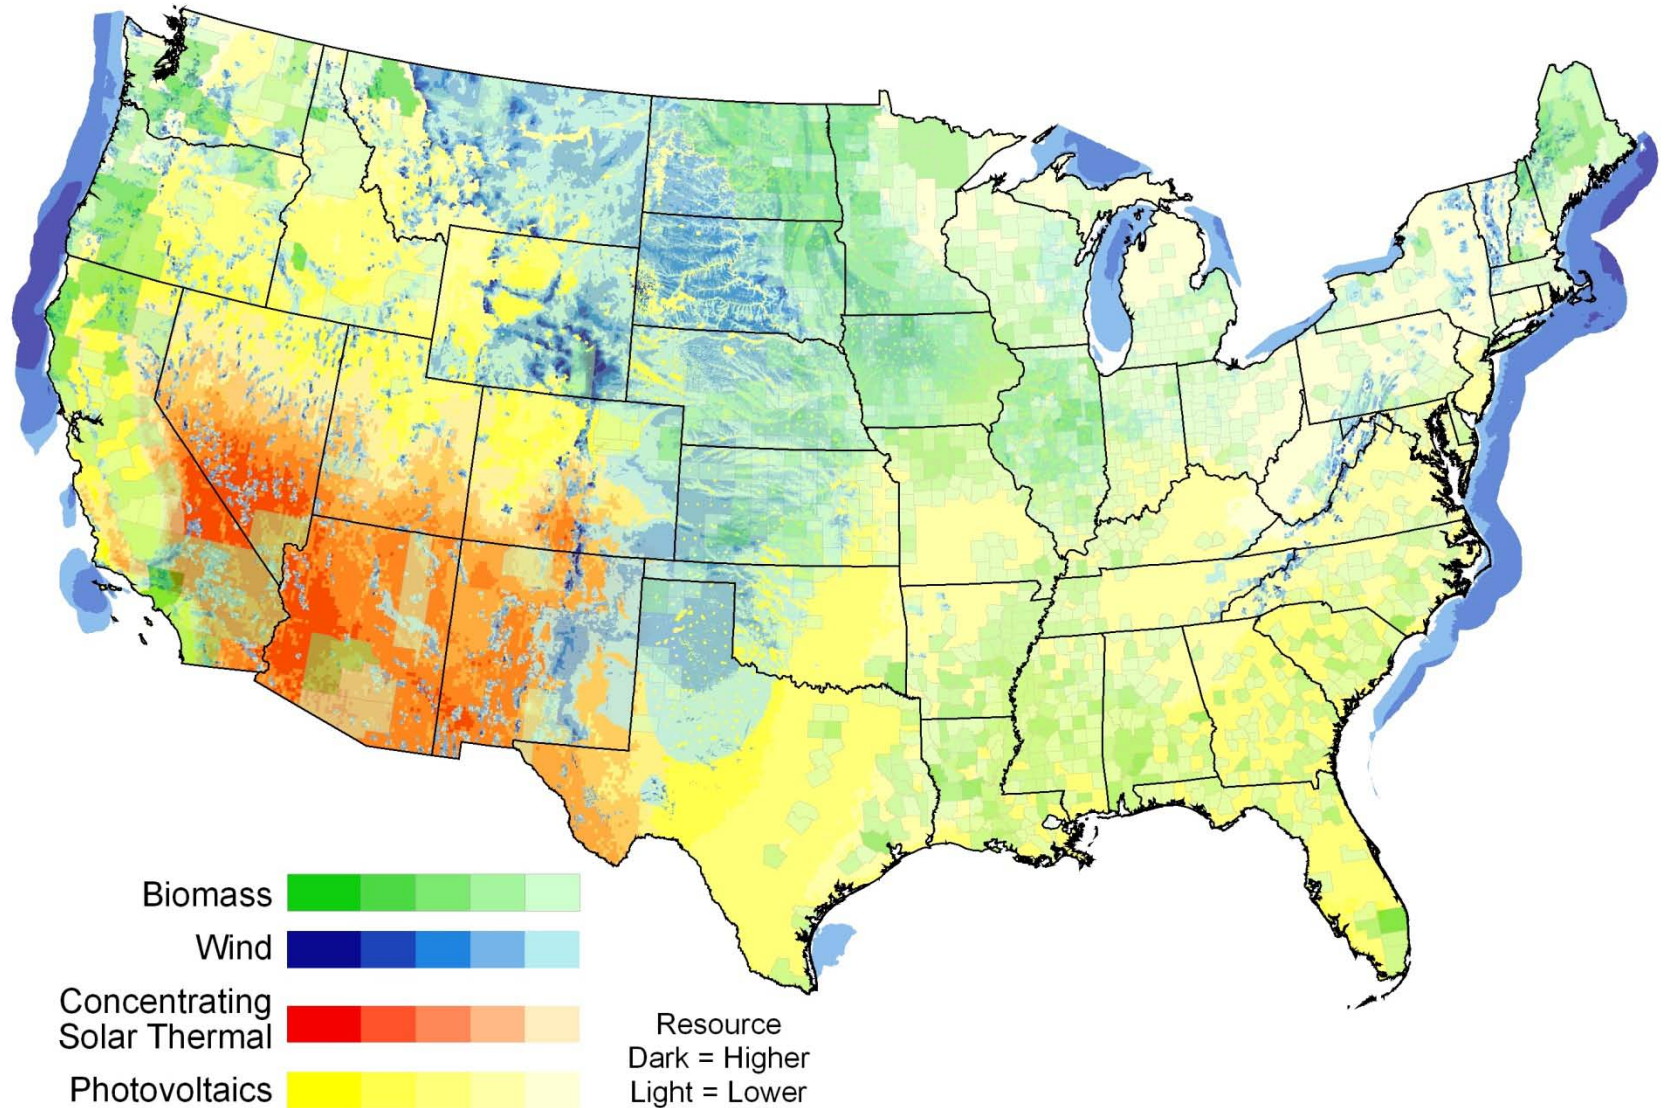 Biomass
Wind
Concentrating
Solar Thermal
Photovoltaics
Resource
Dark = Higher
Light = Lower